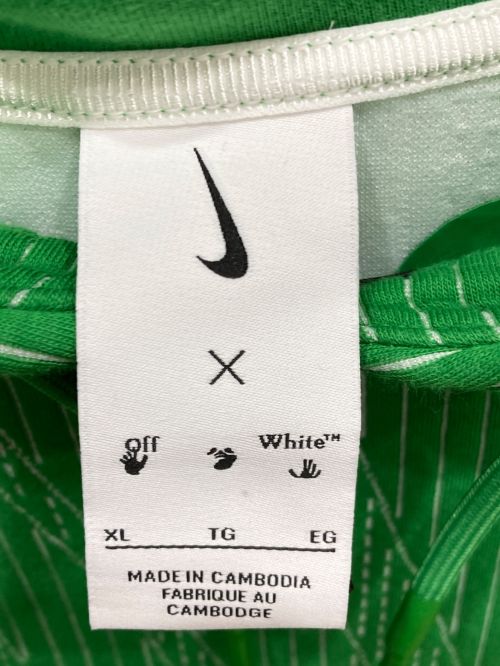 X
Off White™
XL TG EG
MADE IN CAMBODIA
FABRIQUE AU
CAMBODGE